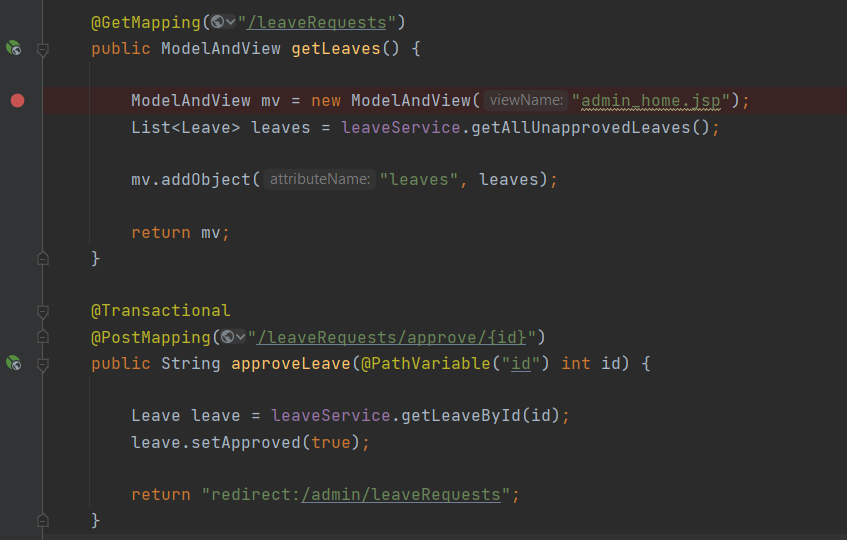 @GetMapping("/leaveRequests")
public ModelAndView getLeaves() {
ModelAndView mv = new ModelAndView( viewName: "admin_home.jsp");
List<Leave> leaves = leaveService.getAllUnapprovedLeaves();
mv.addObject( attributeName: "leaves", leaves);
return mv;
}
@Transactional
@PostMapping("/leaveRequests/approve/{id}")
public String approveLeave(@PathVariable("id") int id) {
Leave leave = leaveService.getLeaveById(id);
leave.setApproved(true);
return "redirect:/admin/leaveRequests";
}